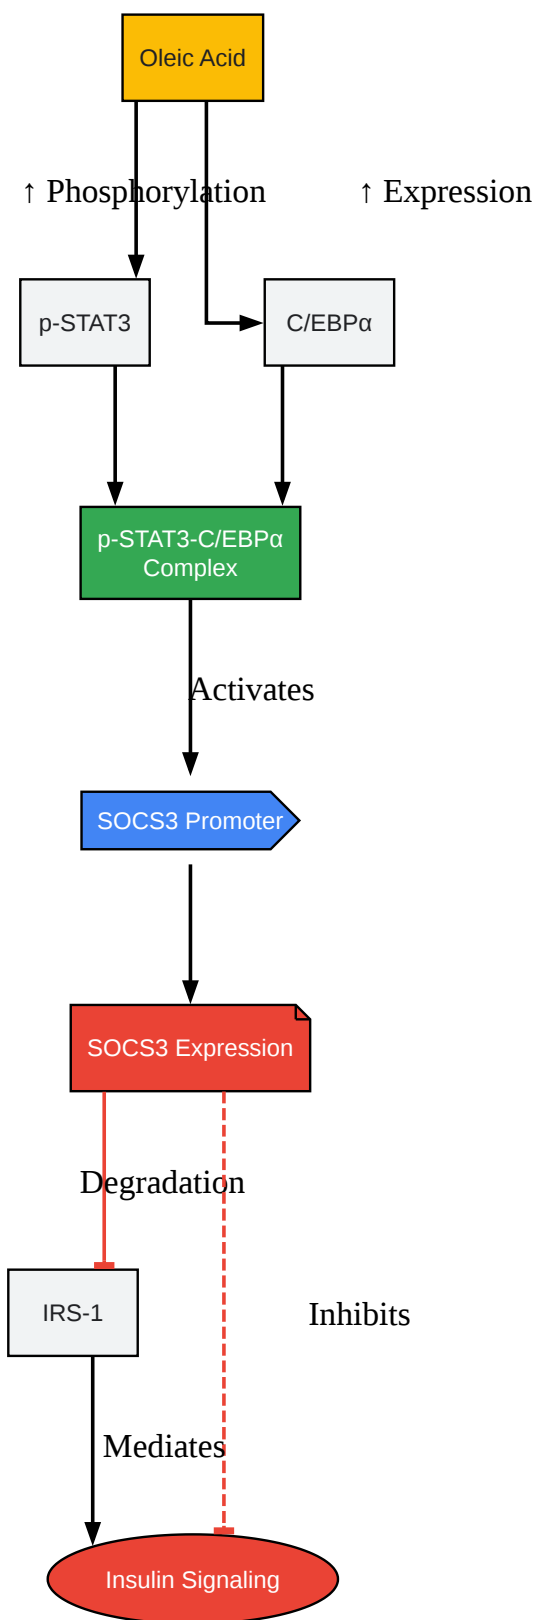 Oleic Acid
↑ Phosphorylation
↑ Expression
p-STAT3
C/EBPα
p-STAT3-C/EBPα
Complex
Activates
SOCS3 Promoter
SOCS3 Expression
Degradation
IRS-1
Inhibits
Mediates
Insulin Signaling